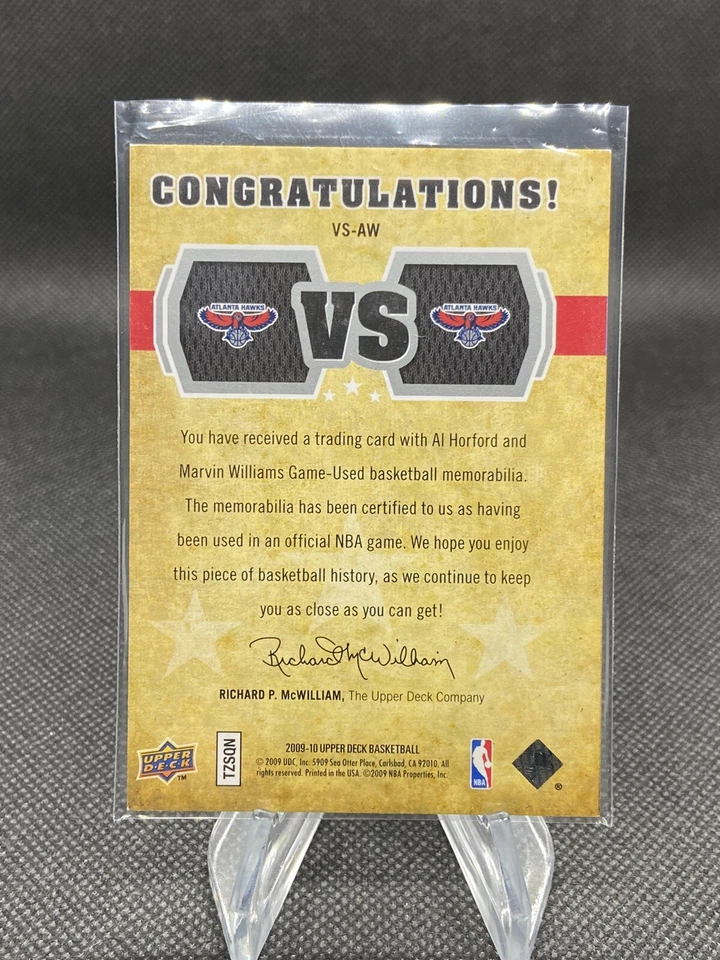 CONGRATULATIONS!
VS-AW
ATLANTA HAWKS
VS
ATLANTA HAWKS
You have received a trading card with Al Horford and
Marvin Williams Game-Used basketball memorabilia.
The memorabilia has been certified to us as having
been used in an official NBA game. We hope you enjoy
this piece of basketball history, as we continue to keep
you as close as you can get!
Richard P. McWilliam
RICHARD P. McWILLIAM, The Upper Deck Company
UPPER
D·E·C·K
TM
TZSQN
2009-10 UPPER DECK BASKETBALL
© 2009 UDC, Inc. 5909 Sea Otter Place, Carlsbad, CA 92010. All
rights reserved. Printed in the USA. ©2009 NBA Properties, Inc.
NBA
®